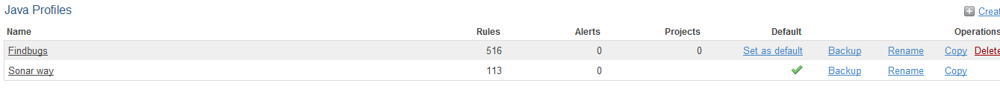 Java Profiles Creat
Name Rules Alerts Projects Default Operations
Findbugs 516 0 0 Set as default Backup Rename Copy Delete
Sonar way 113 0 Backup Rename Copy